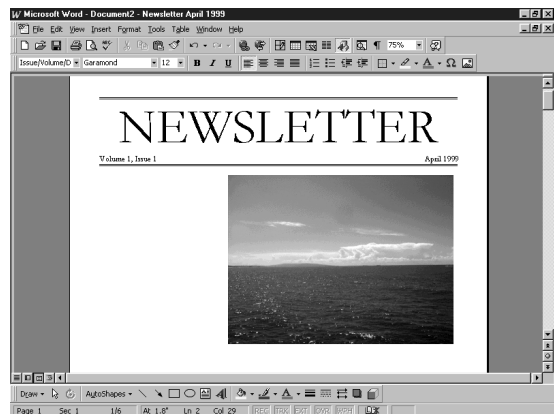 Microsoft Word - Document2 - Newsletter April 1999
File Edit View Insert Format Tools Table Window Help
75%
Issue/Volume/D Garamond 12 B I U
NEWSLETTER
Volume 1, Issue 1 April 1999
Draw AutoShapes
Page 1 Sec 1 1/6 At 1.8" Ln 2 Col 29 REC TRK EXT OVR WPH